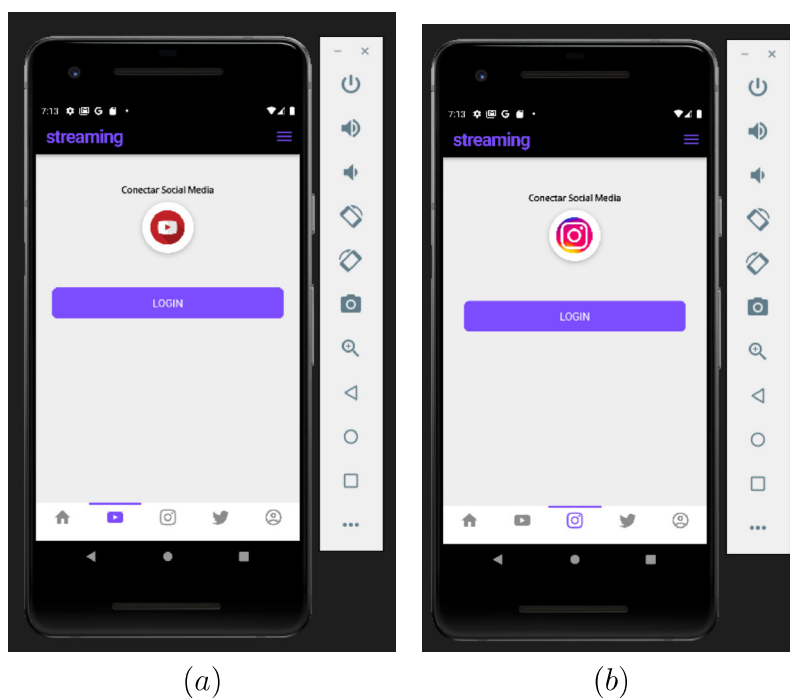 7:13 G
streaming
Conectar Social Media
LOGIN
(a)
7:13 G
streaming
Conectar Social Media
LOGIN
(b)